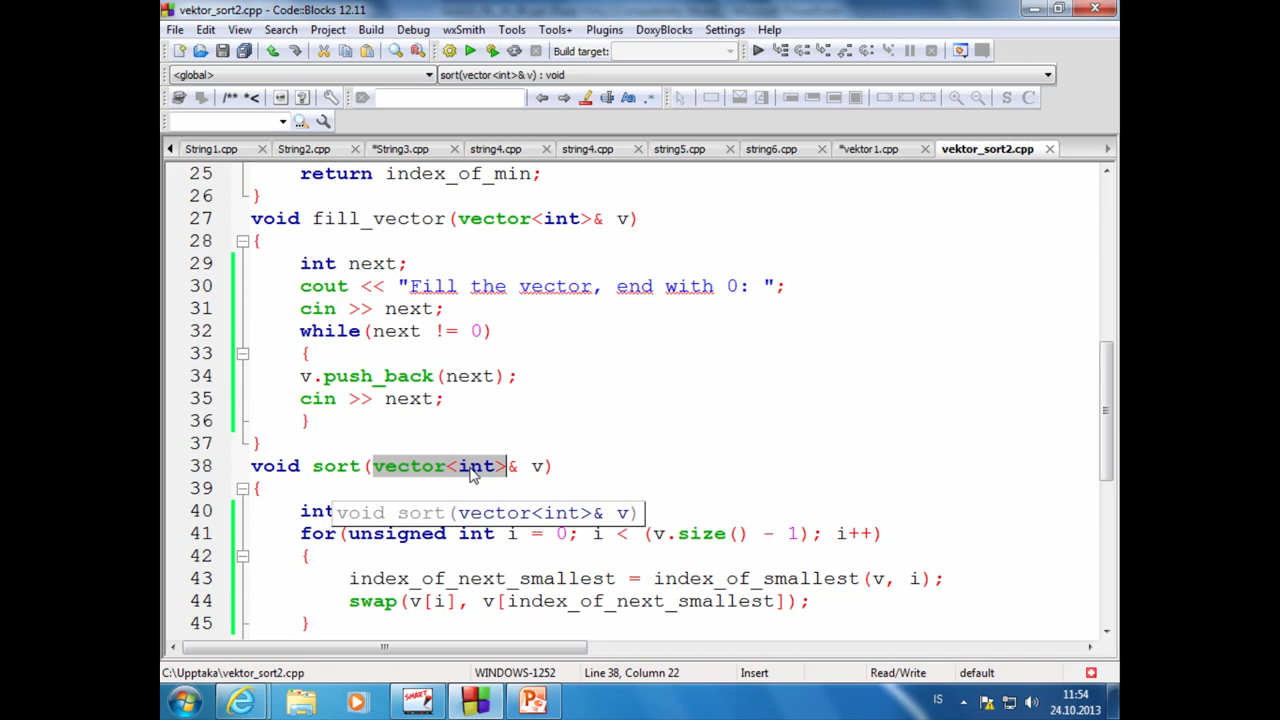 vektor_sort2.cpp - Code::Blocks 12.11
File Edit View Search Project Build Debug wxSmith Tools Tools+ Plugins DoxyBlocks Settings Help
Build target:
<global> sort(vector<int>& v) : void
/** *< Aa .* S C
String1.cpp String2.cpp *String3.cpp string4.cpp string4.cpp string5.cpp string6.cpp *vektor1.cpp vektor_sort2.cpp
25 return index_of_min;
26 }
27 void fill_vector(vector<int>& v)
28 {
29 int next;
30 cout << "Fill the vector, end with 0: ";
31 cin >> next;
32 while(next != 0)
33 {
34 v.push_back(next);
35 cin >> next;
36 }
37 }
38 void sort(vector<int>& v)
39 {
40 int void sort(vector<int>& v)
41 for(unsigned int i = 0; i < (v.size() - 1); i++)
42 {
43 index_of_next_smallest = index_of_smallest(v, i);
44 swap(v[i], v[index_of_next_smallest]);
45 }
C:\Upptaka\vektor_sort2.cpp WINDOWS-1252 Line 38, Column 22 Insert Read/Write default
SMART IS 11:54
24.10.2013